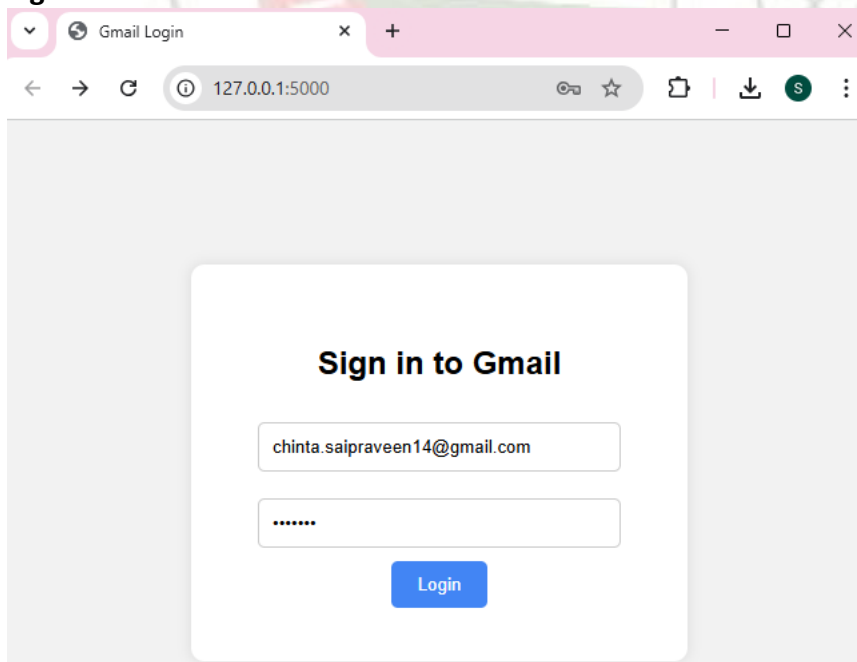 Gmail Login
127.0.0.1:5000
S
Sign in to Gmail
chinta.saipraveen14@gmail.com
•••••••
Login